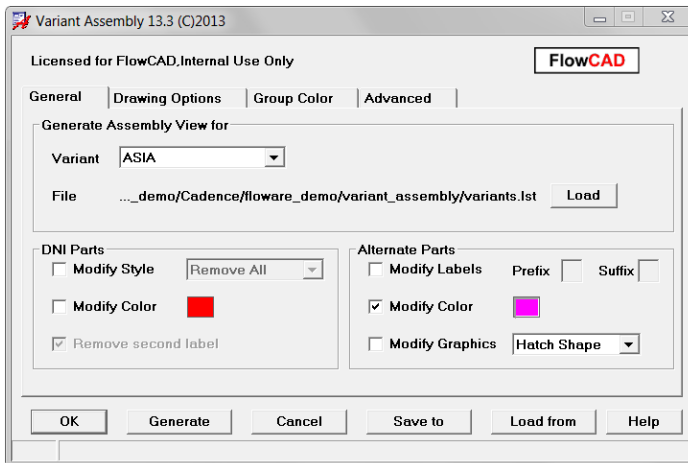 Variant Assembly 13.3 (C)2013
Licensed for FlowCAD,Internal Use Only
FlowCAD
General Drawing Options Group Color Advanced
Generate Assembly View for
Variant ASIA
File ..._demo/Cadence/floware_demo/variant_assembly/variants.lst Load
DNI Parts Alternate Parts
Modify Style Remove All Modify Labels Prefix Suffix
Modify Color Modify Color
Remove second label Modify Graphics Hatch Shape
OK Generate Cancel Save to Load from Help